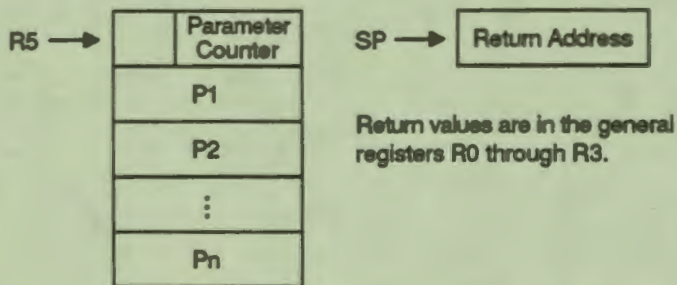 R5
Parameter
Counter
P1
P2
⋮
Pn
SP
Return Address
Return values are in the general
registers R0 through R3.